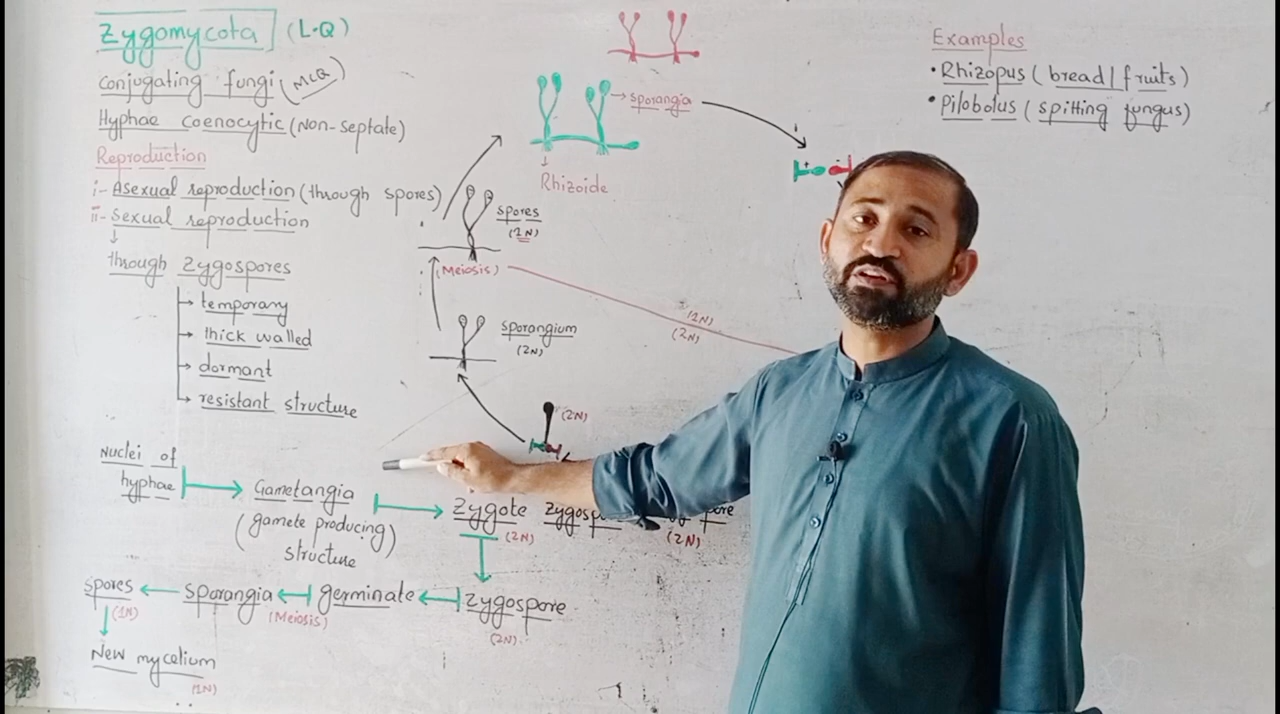 Zygomycota (L.Q)
Conjugating fungi (MCQ)
Hyphae coenocytic (Non-septate)
Reproduction
i- Asexual reproduction (through spores)
ii- Sexual reproduction
through Zygospores
temporary
thick walled
dormant
resistant structure
Nuclei of
hyphae
Gametangia
(gamete producing)
structure
Zygote
(2N)
Zygospore
(2N)
germinate
(Meiosis)
Sporangia
Spores
(1N)
New mycelium
(1N)
Sporangia
Rhizoide
Spores
(1N)
(Meiosis)
Sporangium
(2N)
(2N)
(1N)
(2N)
(2N)
Examples
• Rhizopus (bread/fruits)
• Pilobolus (spitting fungus)
+